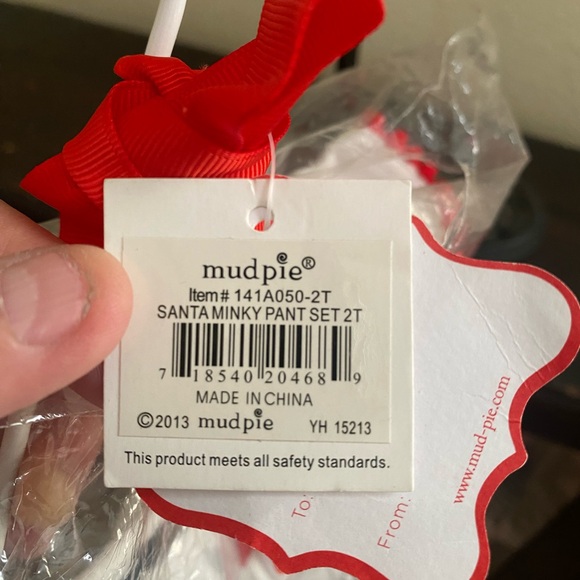 mudpie®
Item# 141A050-2T
SANTA MINKY PANT SET 2T
7 18540 20468 9
MADE IN CHINA
©2013 mudpie YH 15213
This product meets all safety standards.
www.mud-pie.com
To:
From: